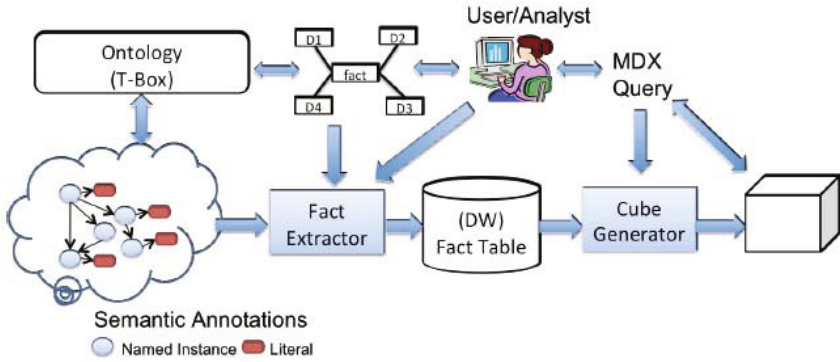 User/Analyst
D1
D2
Ontology
(T-Box)
fact
MDX
Query
D4
D3
Fact
Extractor
(DW)
Fact Table
Cube
Generator
Semantic Annotations
Named Instance
Literal